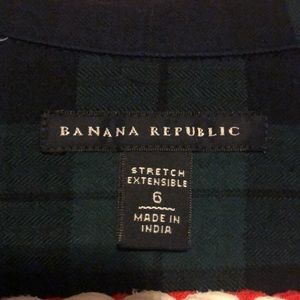 BANANA REPUBLIC
STRETCH
EXTENSIBLE
6
MADE IN
INDIA